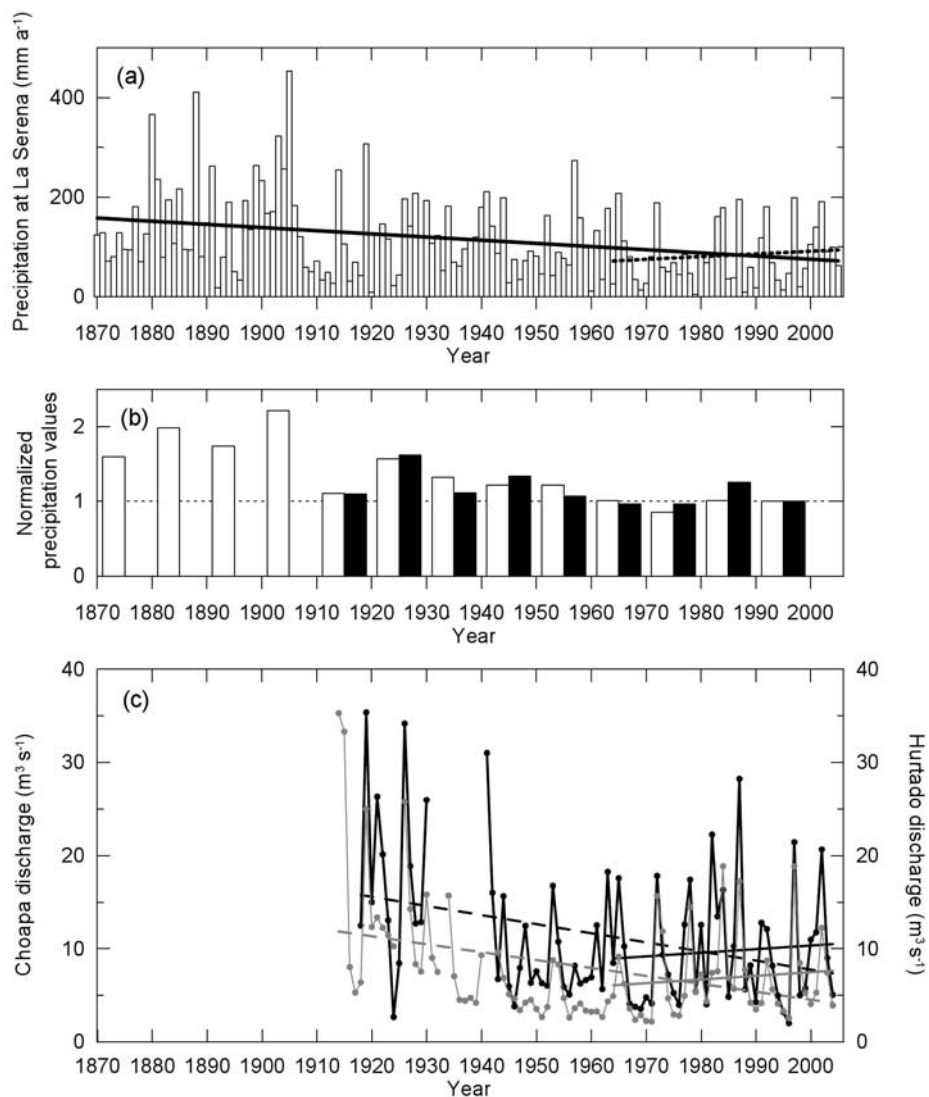 (a)
Precipitation at La Serena (mm a⁻¹)
400
200
0
1870 1880 1890 1900 1910 1920 1930 1940 1950 1960 1970 1980 1990 2000
Year
(b)
Normalized
precipitation values
2
1
0
1870 1880 1890 1900 1910 1920 1930 1940 1950 1960 1970 1980 1990 2000
Year
(c)
Choapa discharge (m³ s⁻¹)
40
30
20
10
0
40
30
20
10
0
Hurtado discharge (m³ s⁻¹)
1870 1880 1890 1900 1910 1920 1930 1940 1950 1960 1970 1980 1990 2000
Year